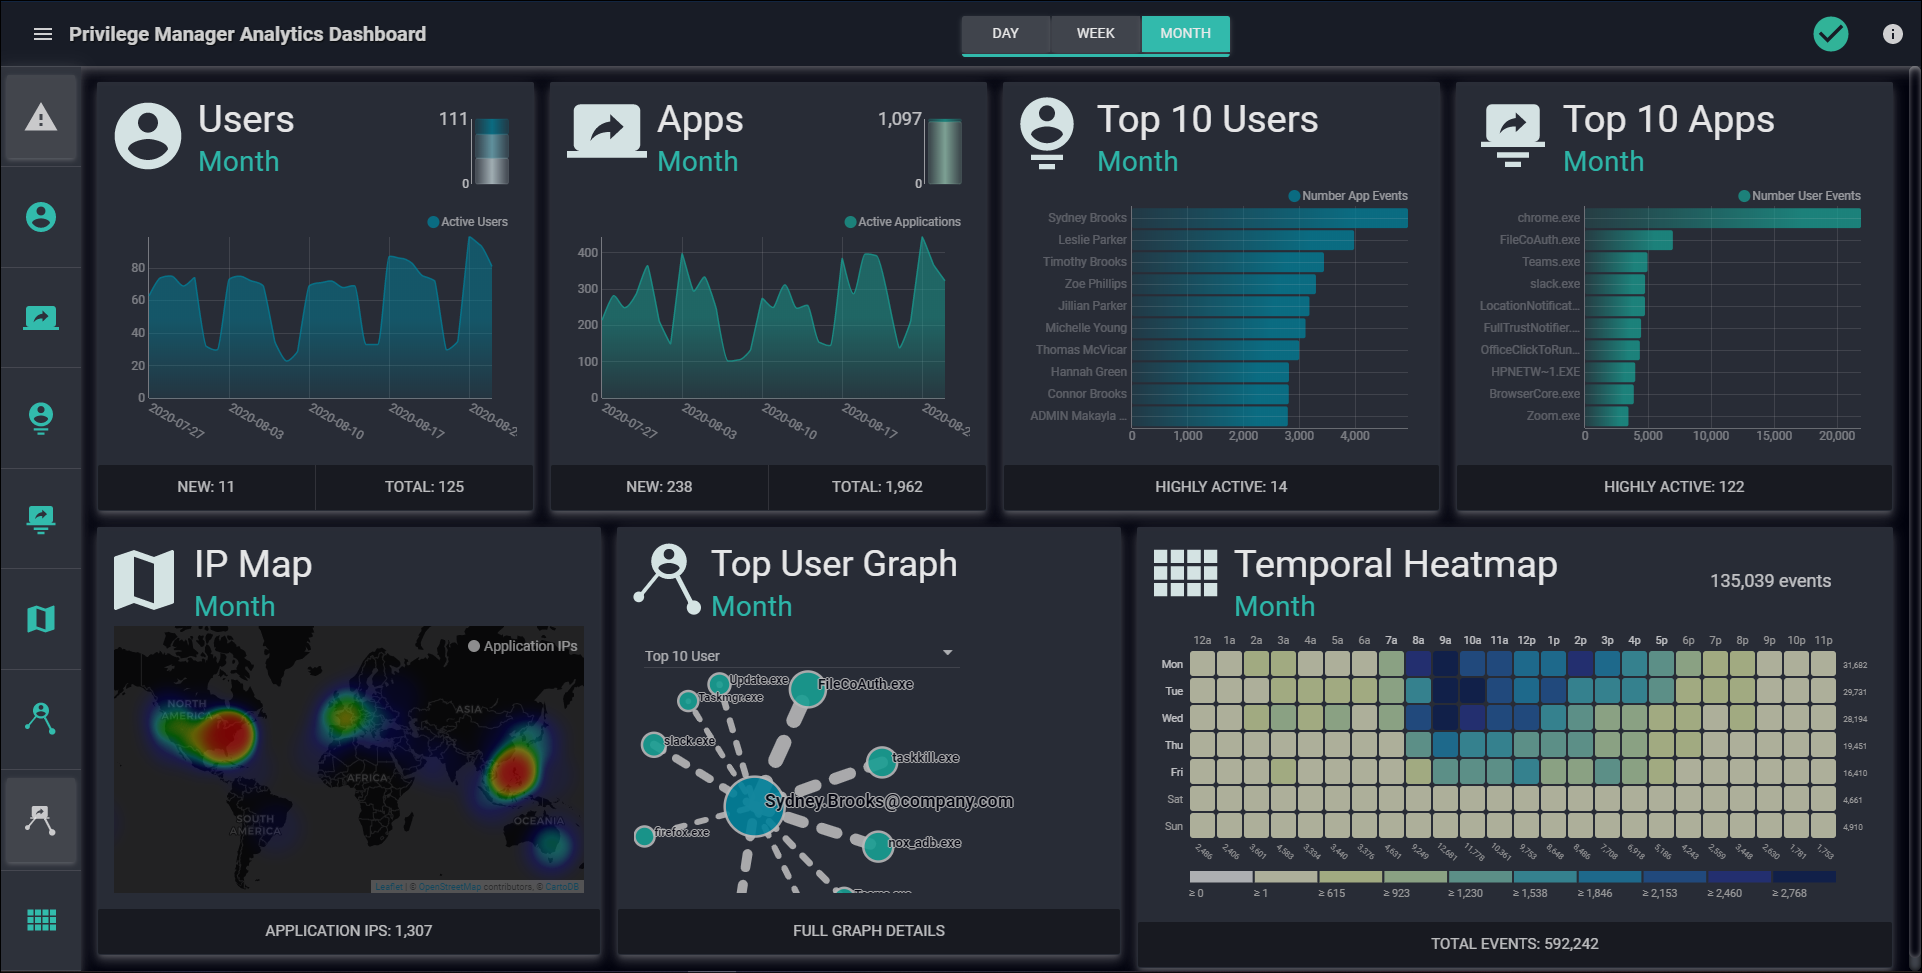 Privilege Manager Analytics Dashboard
DAY WEEK MONTH
Users
Month
111
0
Active Users
80
60
40
20
0
2020-07-27 2020-08-03 2020-08-10 2020-08-17 2020-08-2
NEW: 11 TOTAL: 125
Apps
Month
1,097
0
Active Applications
400
300
200
100
0
2020-07-27 2020-08-03 2020-08-10 2020-08-17 2020-08-2
NEW: 238 TOTAL: 1,962
Top 10 Users
Month
Number App Events
Sydney Brooks
Leslie Parker
Timothy Brooks
Zoe Phillips
Jillian Parker
Michelle Young
Thomas McVicar
Hannah Green
Connor Brooks
ADMIN Makayla ...
0 1,000 2,000 3,000 4,000
HIGHLY ACTIVE: 14
Top 10 Apps
Month
Number User Events
chrome.exe
FileCoAuth.exe
Teams.exe
slack.exe
LocationNotificat...
FullTrustNotifier....
OfficeClickToRun...
HPNETW~1.EXE
BrowserCore.exe
Zoom.exe
0 5,000 10,000 15,000 20,000
HIGHLY ACTIVE: 122
IP Map
Month
Application IPs
NORTH
AMERICA
ASIA
AFRICA
SOUTH
AMERICA
OCEANIA
Leaflet | © OpenStreetMap contributors, © CartoDB
APPLICATION IPS: 1,307
Top User Graph
Month
Top 10 User
Update.exe
FileCoAuth.exe
Taskmgr.exe
slack.exe
taskkill.exe
Sydney.Brooks@company.com
firefox.exe
nox_adb.exe
Teams.exe
FULL GRAPH DETAILS
Temporal Heatmap
Month
135,039 events
12a 1a 2a 3a 4a 5a 6a 7a 8a 9a 10a 11a 12p 1p 2p 3p 4p 5p 6p 7p 8p 9p 10p 11p
Mon 31,682
Tue 29,731
Wed 28,194
Thu 19,451
Fri 16,410
Sat 4,661
Sun 4,910
2,486 2,406 3,601 4,583 3,334 3,440 3,376 4,631 9,249 12,681 11,778 10,361 9,753 8,648 8,486 7,708 6,918 5,186 4,243 2,559 3,448 2,630 1,781 1,753
≥ 0 ≥ 1 ≥ 615 ≥ 923 ≥ 1,230 ≥ 1,538 ≥ 1,846 ≥ 2,153 ≥ 2,460 ≥ 2,768
TOTAL EVENTS: 592,242